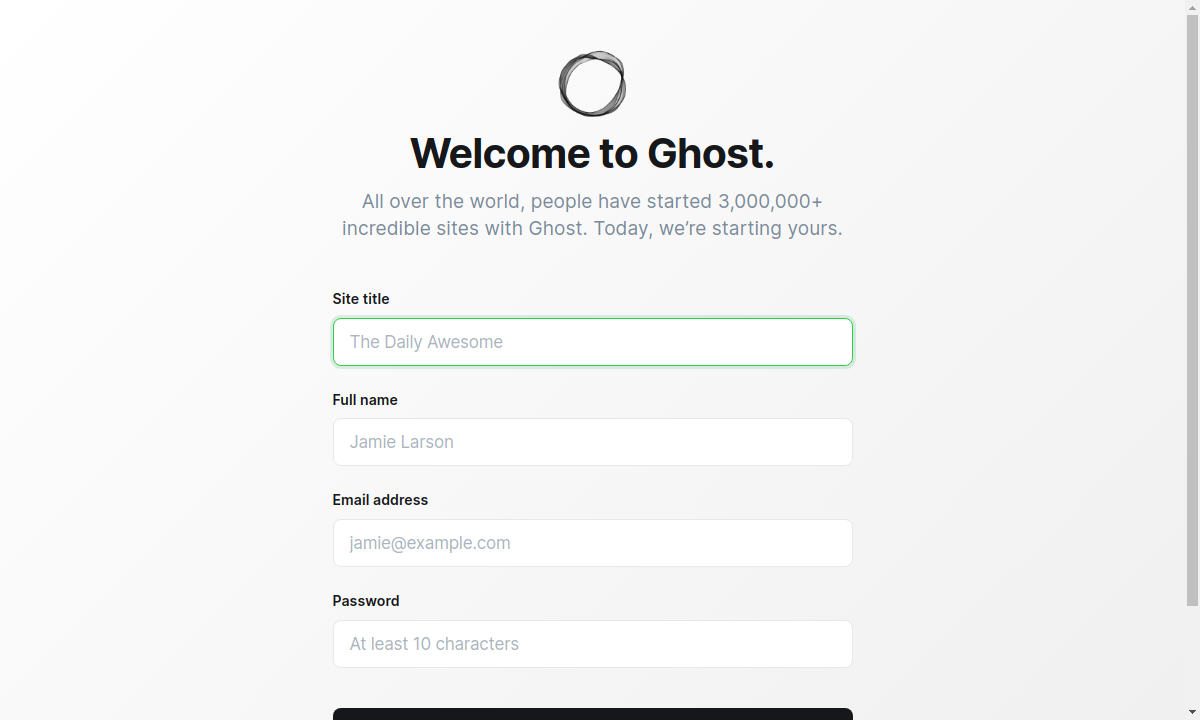 Welcome to Ghost.
All over the world, people have started 3,000,000+
incredible sites with Ghost. Today, we’re starting yours.
Site title
The Daily Awesome
Full name
Jamie Larson
Email address
jamie@example.com
Password
At least 10 characters